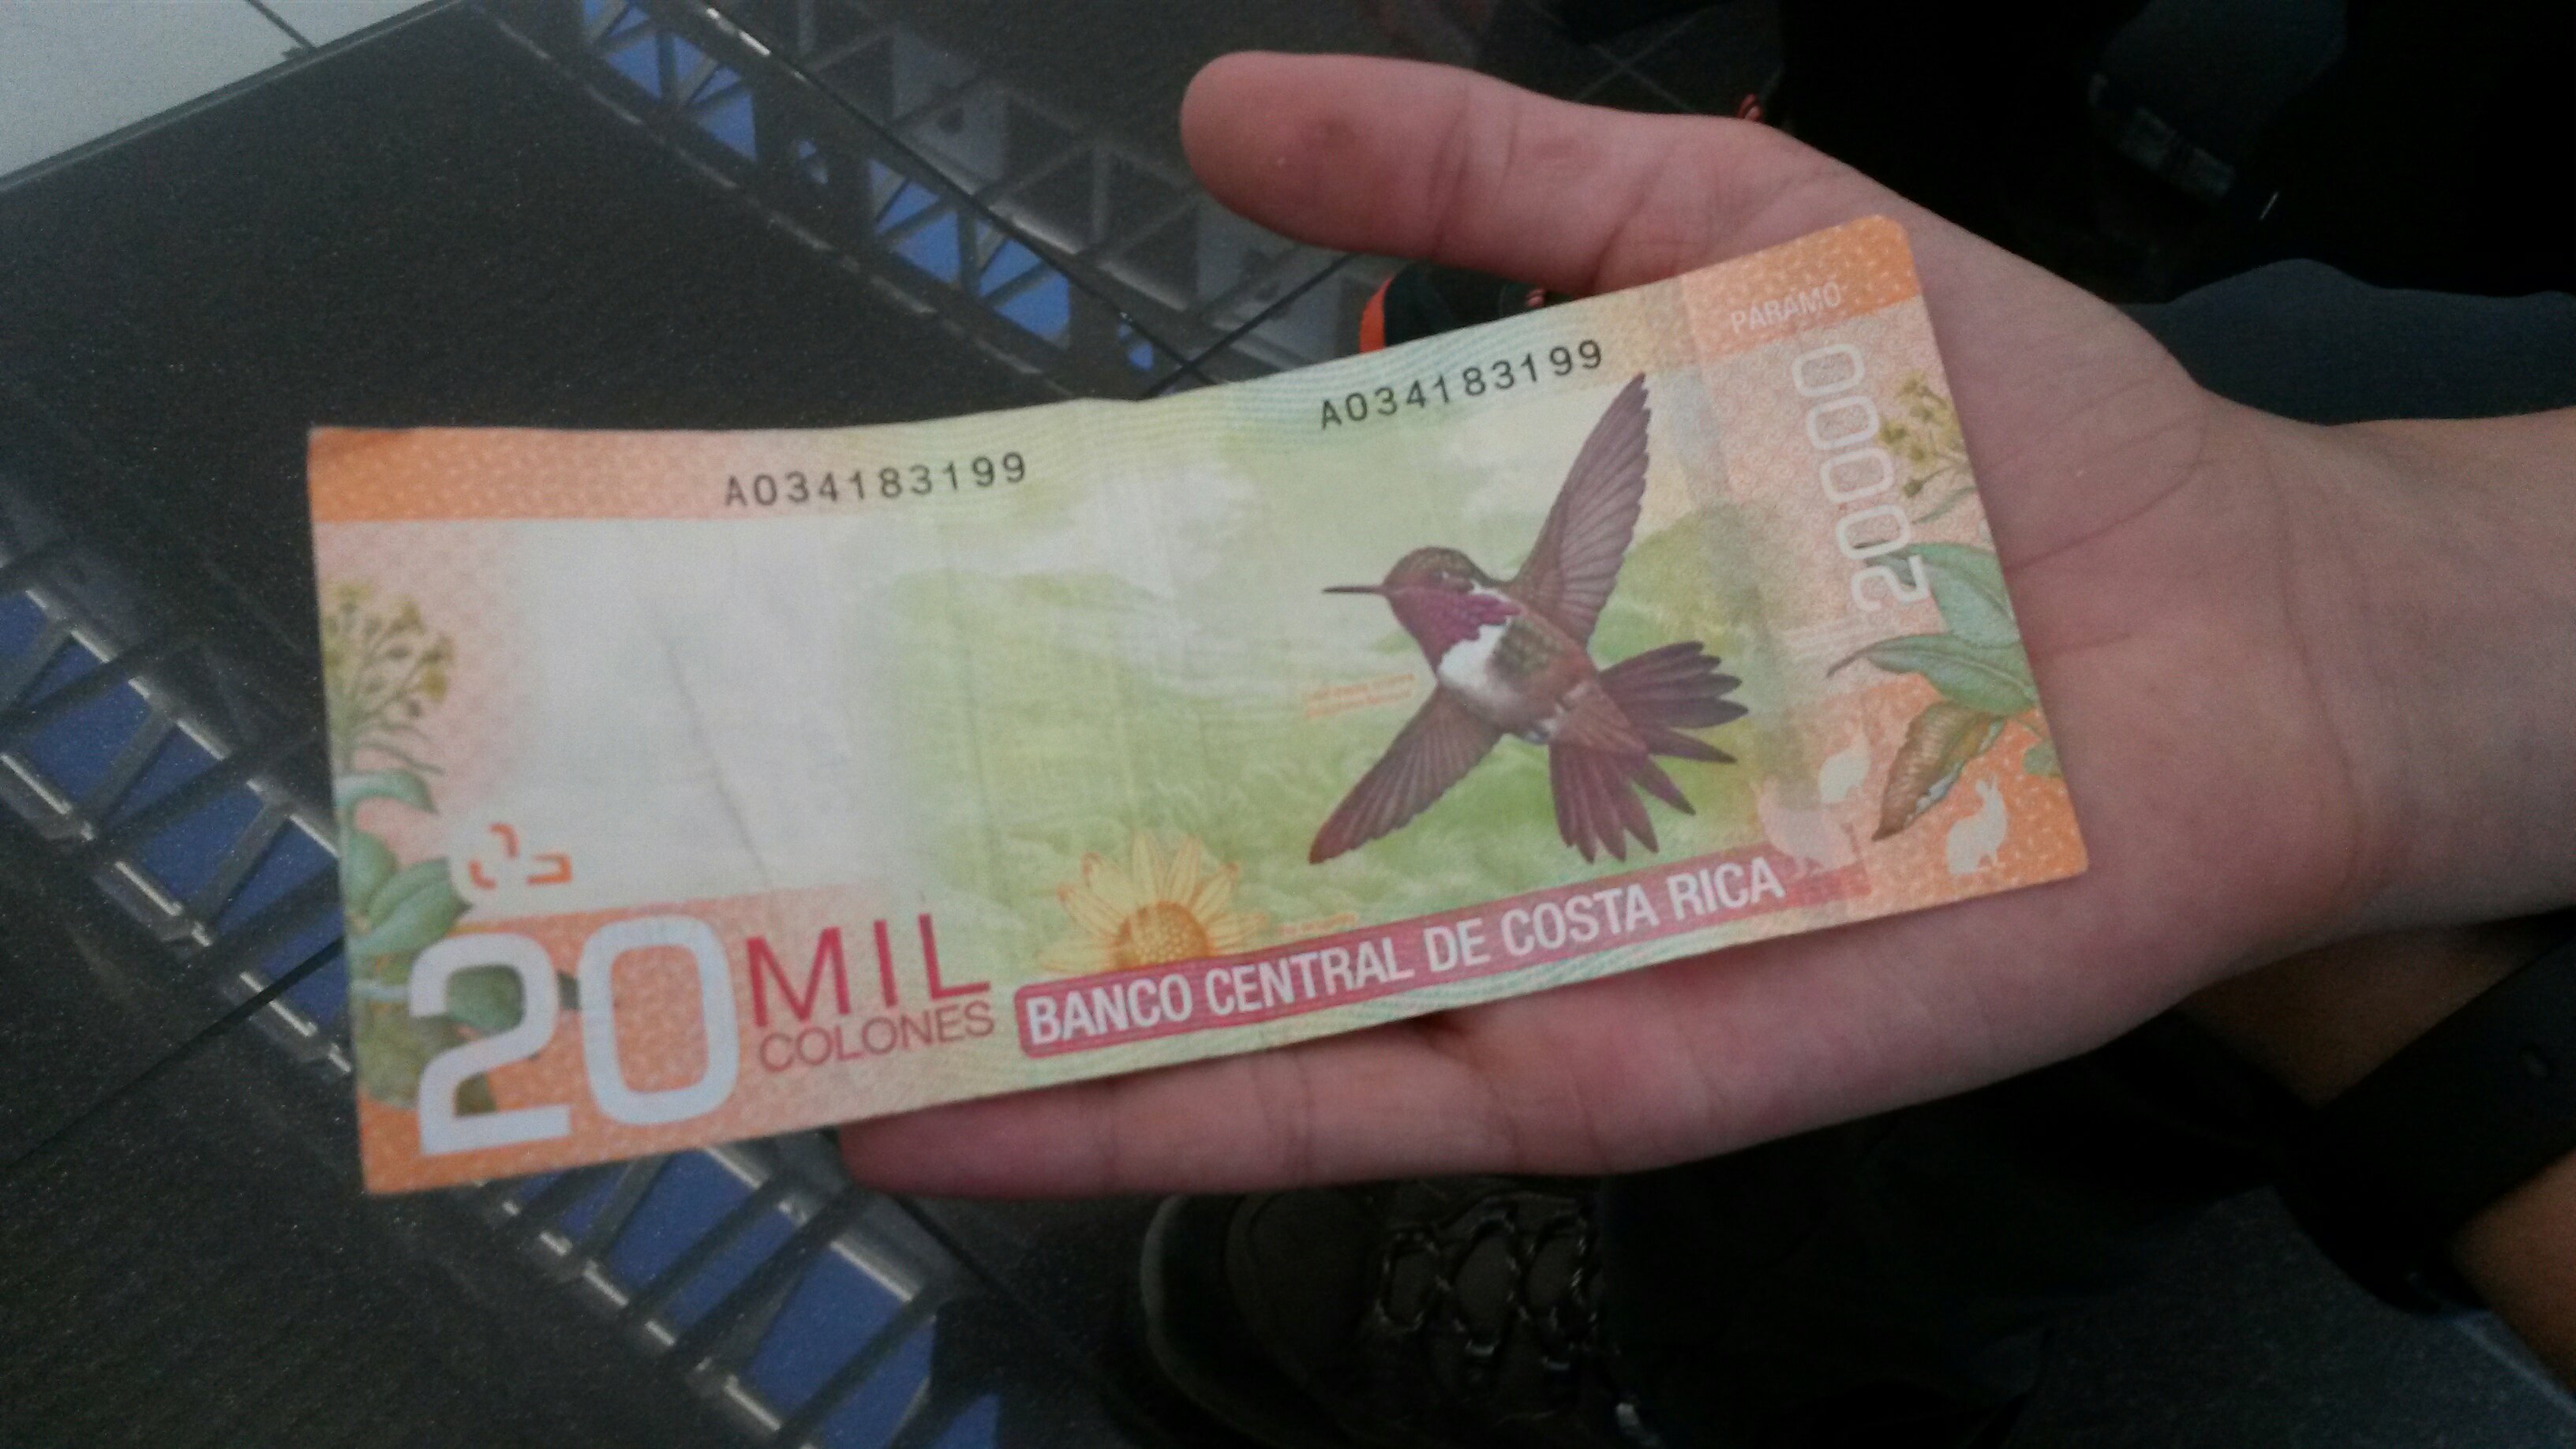 A034183199
A034183199
PÁRAMO
20000
20 MIL
COLONES
BANCO CENTRAL DE COSTA RICA